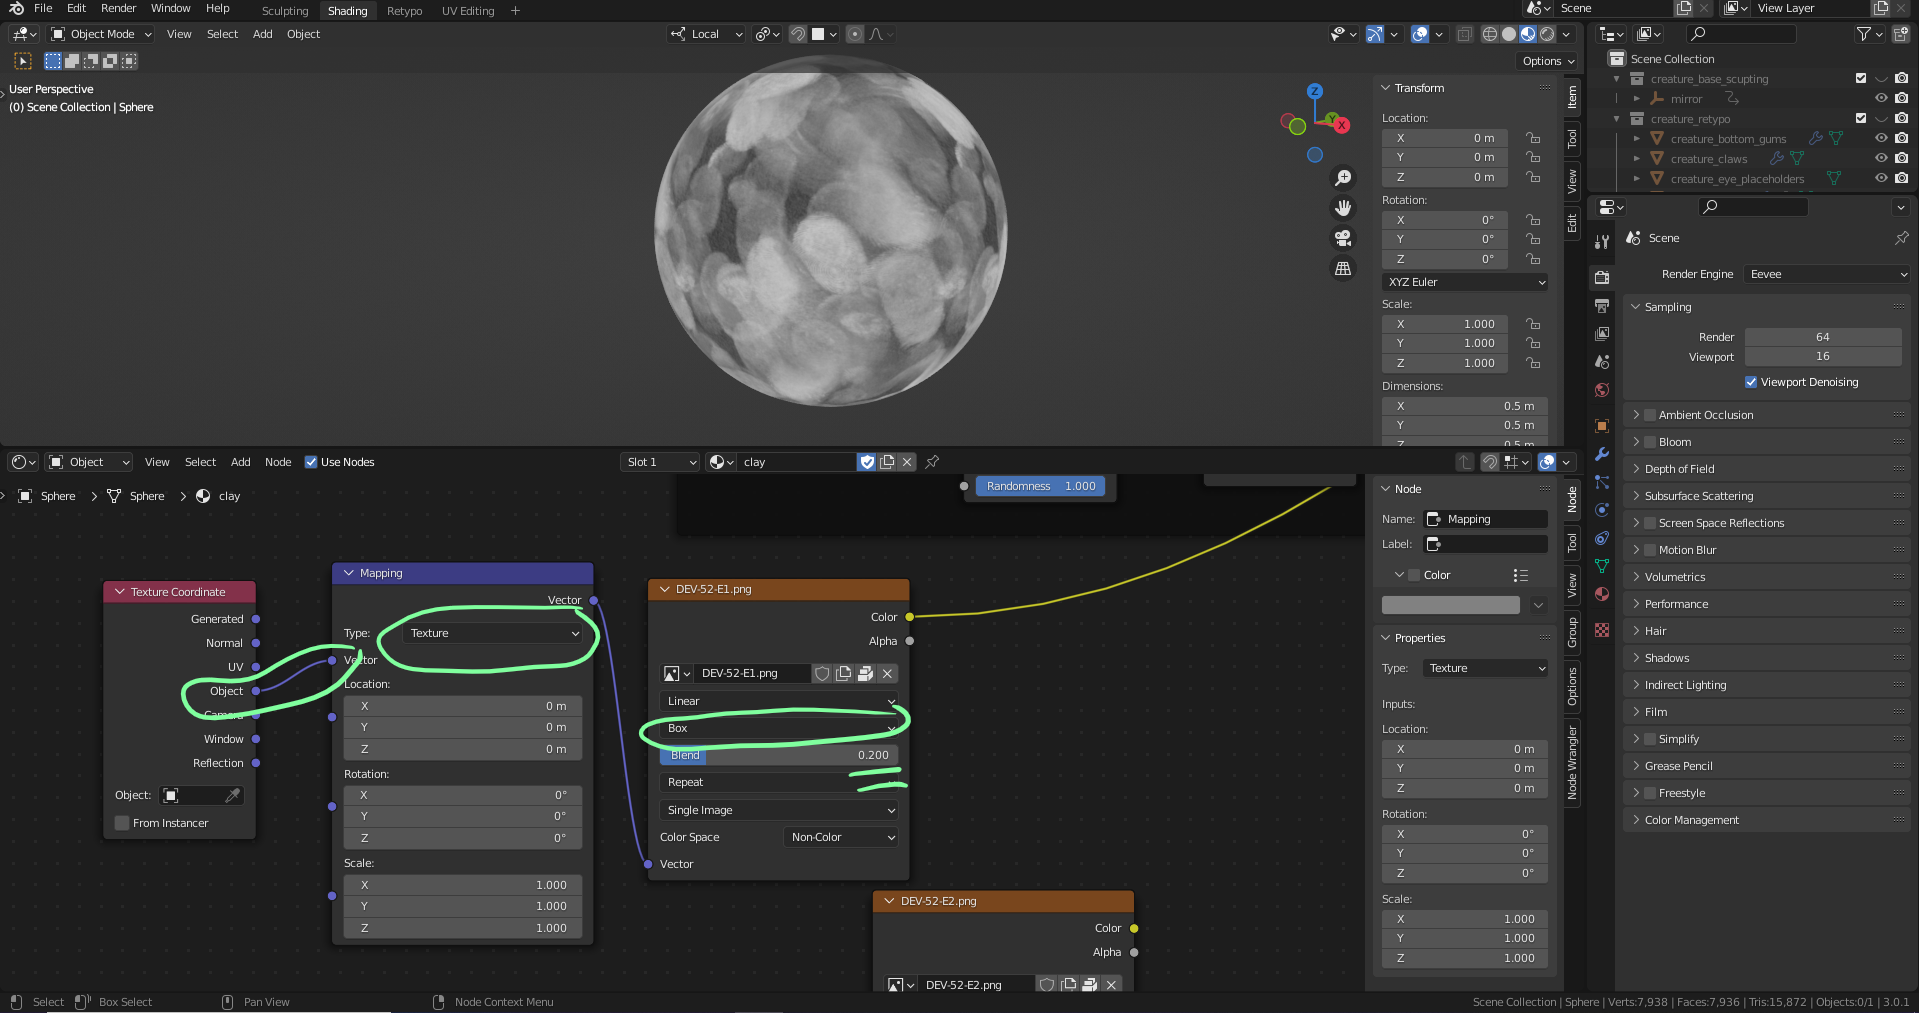 File Edit Render Window Help Sculpting Shading Retypo UV Editing + Scene View Layer
Object Mode View Select Add Object Local
Options
User Perspective
(0) Scene Collection | Sphere
Z
Y
X
Transform
Location:
X 0 m
Y 0 m
Z 0 m
Rotation:
X 0°
Y 0°
Z 0°
XYZ Euler
Scale:
X 1.000
Y 1.000
Z 1.000
Dimensions:
X 0.5 m
Y 0.5 m
Z 0.5 m
Item
Tool
View
Edit
Scene Collection
creature_base_scupting
mirror
creature_retypo
creature_bottom_gums
creature_claws
creature_eye_placeholders
Scene
Render Engine Eevee
Sampling
Render 64
Viewport 16
Viewport Denoising
Ambient Occlusion
Bloom
Depth of Field
Subsurface Scattering
Screen Space Reflections
Motion Blur
Volumetrics
Performance
Hair
Shadows
Indirect Lighting
Film
Simplify
Grease Pencil
Freestyle
Color Management
Object View Select Add Node Use Nodes Slot 1 clay
Sphere > Sphere > clay
Randomness 1.000
Texture Coordinate
Generated
Normal
UV
Object
Camera
Window
Reflection
Object:
From Instancer
Mapping
Vector
Type: Texture
Vector
Location:
X 0 m
Y 0 m
Z 0 m
Rotation:
X 0°
Y 0°
Z 0°
Scale:
X 1.000
Y 1.000
Z 1.000
DEV-52-E1.png
Color
Alpha
DEV-52-E1.png
Linear
Box
Blend 0.200
Repeat
Single Image
Color Space Non-Color
Vector
DEV-52-E2.png
Color
Alpha
DEV-52-E2.png
Node
Name: Mapping
Label:
Color
Properties
Type: Texture
Inputs:
Location:
X 0 m
Y 0 m
Z 0 m
Rotation:
X 0°
Y 0°
Z 0°
Scale:
X 1.000
Y 1.000
Z 1.000
Node
Tool
View
Group
Options
Node Wrangler
Select Box Select Pan View Node Context Menu
Scene Collection | Sphere | Verts:7,938 | Faces:7,936 | Tris:15,872 | Objects:0/1 | 3.0.1